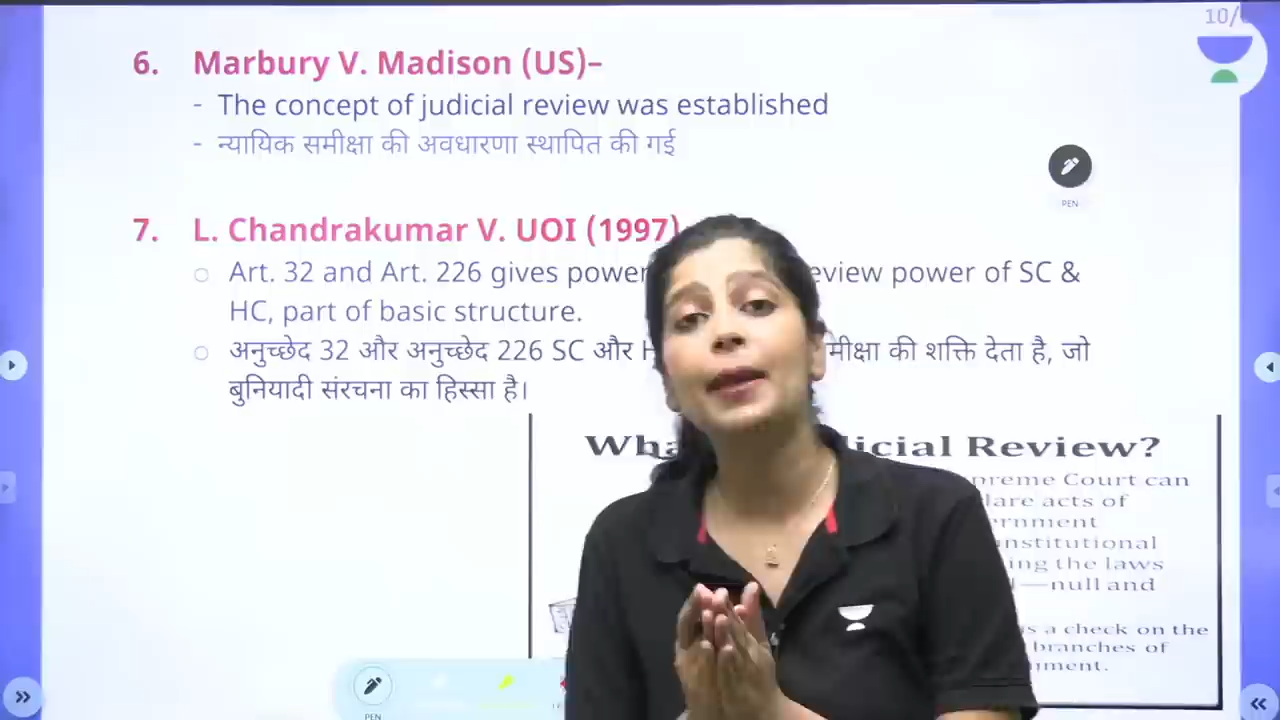 10/
6. Marbury V. Madison (US)–
- The concept of judicial review was established
- न्यायिक समीक्षा की अवधारणा स्थापित की गई
PEN
7. L. Chandrakumar V. UOI (1997)
○ Art. 32 and Art. 226 gives power eview power of SC &
HC, part of basic structure.
○ अनुच्छेद 32 और अनुच्छेद 226 SC और मीक्षा की शक्ति देता है, जो
बुनियादी संरचना का हिस्सा है।
Wha dicial Review?
preme Court can
lare acts of
ernment
nstitutional
ing the laws
—null and
s a check on the
branches of
nment.
PEN